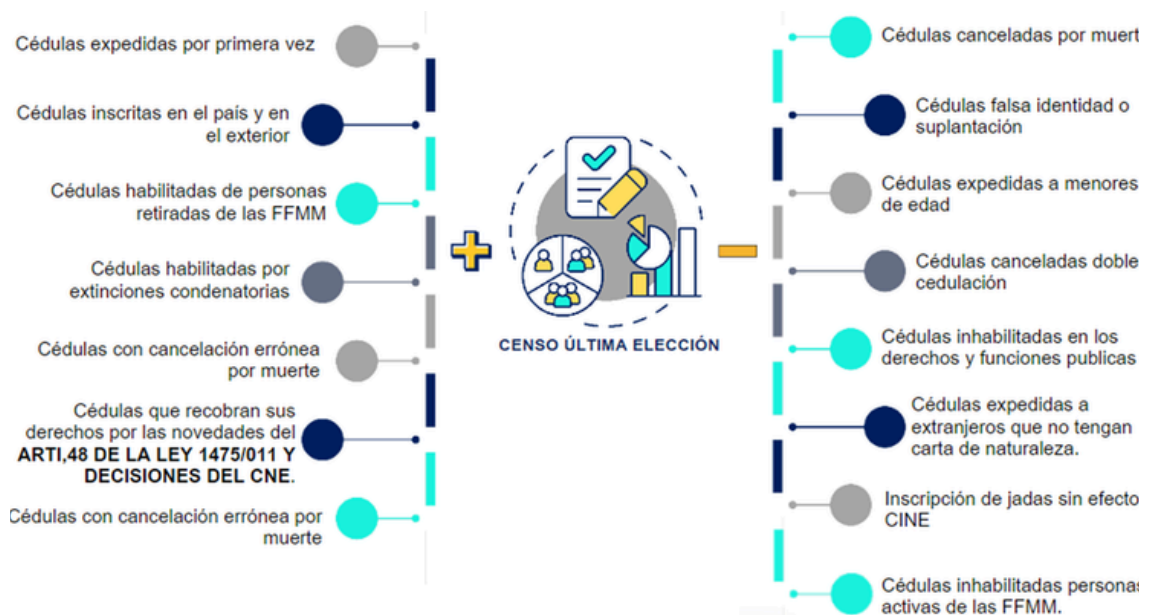 Cédulas expedidas por primera vez
Cédulas inscritas en el país y en
el exterior
Cédulas habilitadas de personas
retiradas de las FFMM
Cédulas habilitadas por
extinciones condenatorias
Cédulas con cancelación errónea
por muerte
Cédulas que recobran sus
derechos por las novedades del
ARTI,48 DE LA LEY 1475/011 Y
DECISIONES DEL CNE.
Cédulas con cancelación errónea por
muerte
CENSO ÚLTIMA ELECCIÓN
Cédulas canceladas por muert
Cédulas falsa identidad o
suplantación
Cédulas expedidas a menores
de edad
Cédulas canceladas doble
cedulación
Cédulas inhabilitadas en los
derechos y funciones publicas
Cédulas expedidas a
extranjeros que no tengan
carta de naturaleza.
Inscripción de jadas sin efecto
CINE
Cédulas inhabilitadas persona
activas de las FFMM.